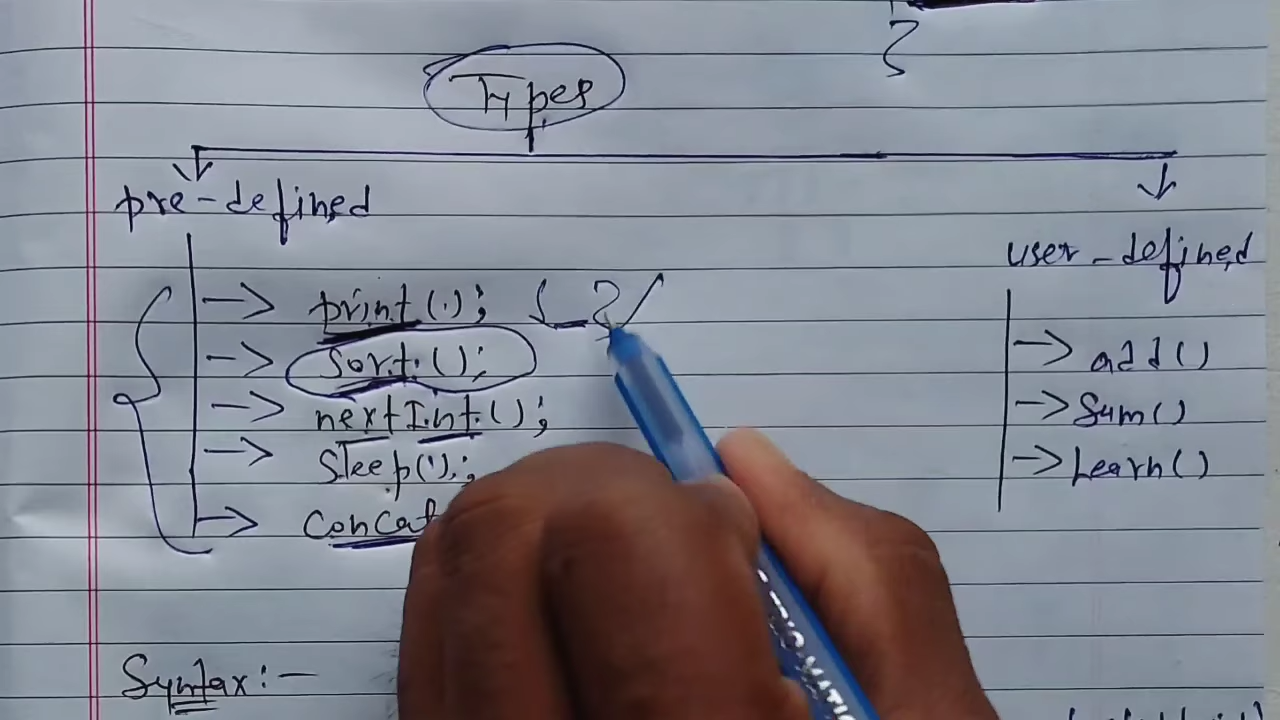 Types
pre-defined
user-defined
print();
Sort();
nextInt();
Sleep();
Concat
add()
Sum()
Learn()
Syntax:-